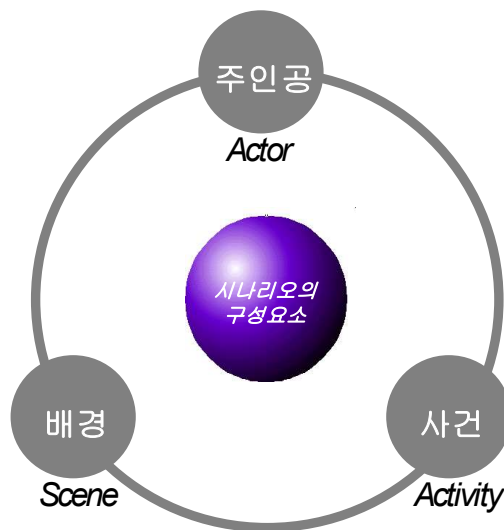 주인공
Actor
시나리오의
구성요소
배경
사건
Scene
Activity